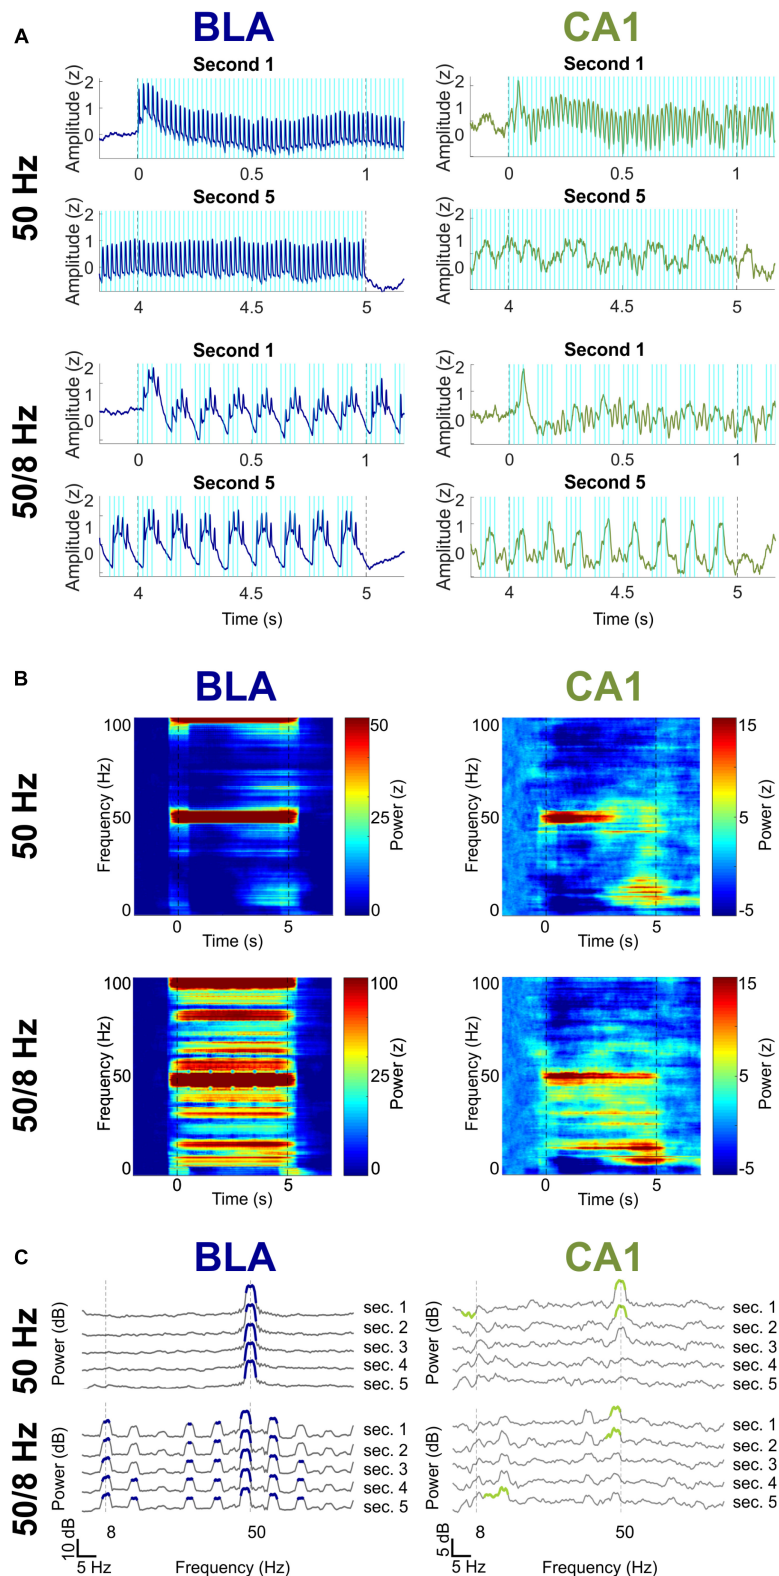 A
BLA CA1
50 Hz
Second 1 Second 1
Amplitude (z) 2 1 0 Amplitude (z) 2 1 0
0 0.5 1 0 0.5 1
Second 5 Second 5
Amplitude (z) 2 1 0 Amplitude (z) 2 1 0
4 4.5 5 4 4.5 5
50/8 Hz
Second 1 Second 1
Amplitude (z) 2 1 0 Amplitude (z) 2 1 0
0 0.5 1 0 0.5 1
Second 5 Second 5
Amplitude (z) 2 1 0 Amplitude (z) 2 1 0
4 4.5 5 4 4.5 5
Time (s) Time (s)
B
BLA CA1
50 Hz
Frequency (Hz) 100 50 0 50 25 0 Power (z)
Frequency (Hz) 100 50 0 15 5 -5 Power (z)
0 5 0 5
Time (s) Time (s)
50/8 Hz
Frequency (Hz) 100 50 0 100 25 0 Power (z)
Frequency (Hz) 100 50 0 15 5 -5 Power (z)
0 5 0 5
Time (s) Time (s)
C
BLA CA1
50 Hz
Power (dB) Power (dB)
sec. 1 sec. 1
sec. 2 sec. 2
sec. 3 sec. 3
sec. 4 sec. 4
sec. 5 sec. 5
50/8 Hz
Power (dB) Power (dB)
sec. 1 sec. 1
sec. 2 sec. 2
sec. 3 sec. 3
sec. 4 sec. 4
sec. 5 sec. 5
8 50 8 50
10 dB 5 dB
5 Hz Frequency (Hz) 5 Hz Frequency (Hz)